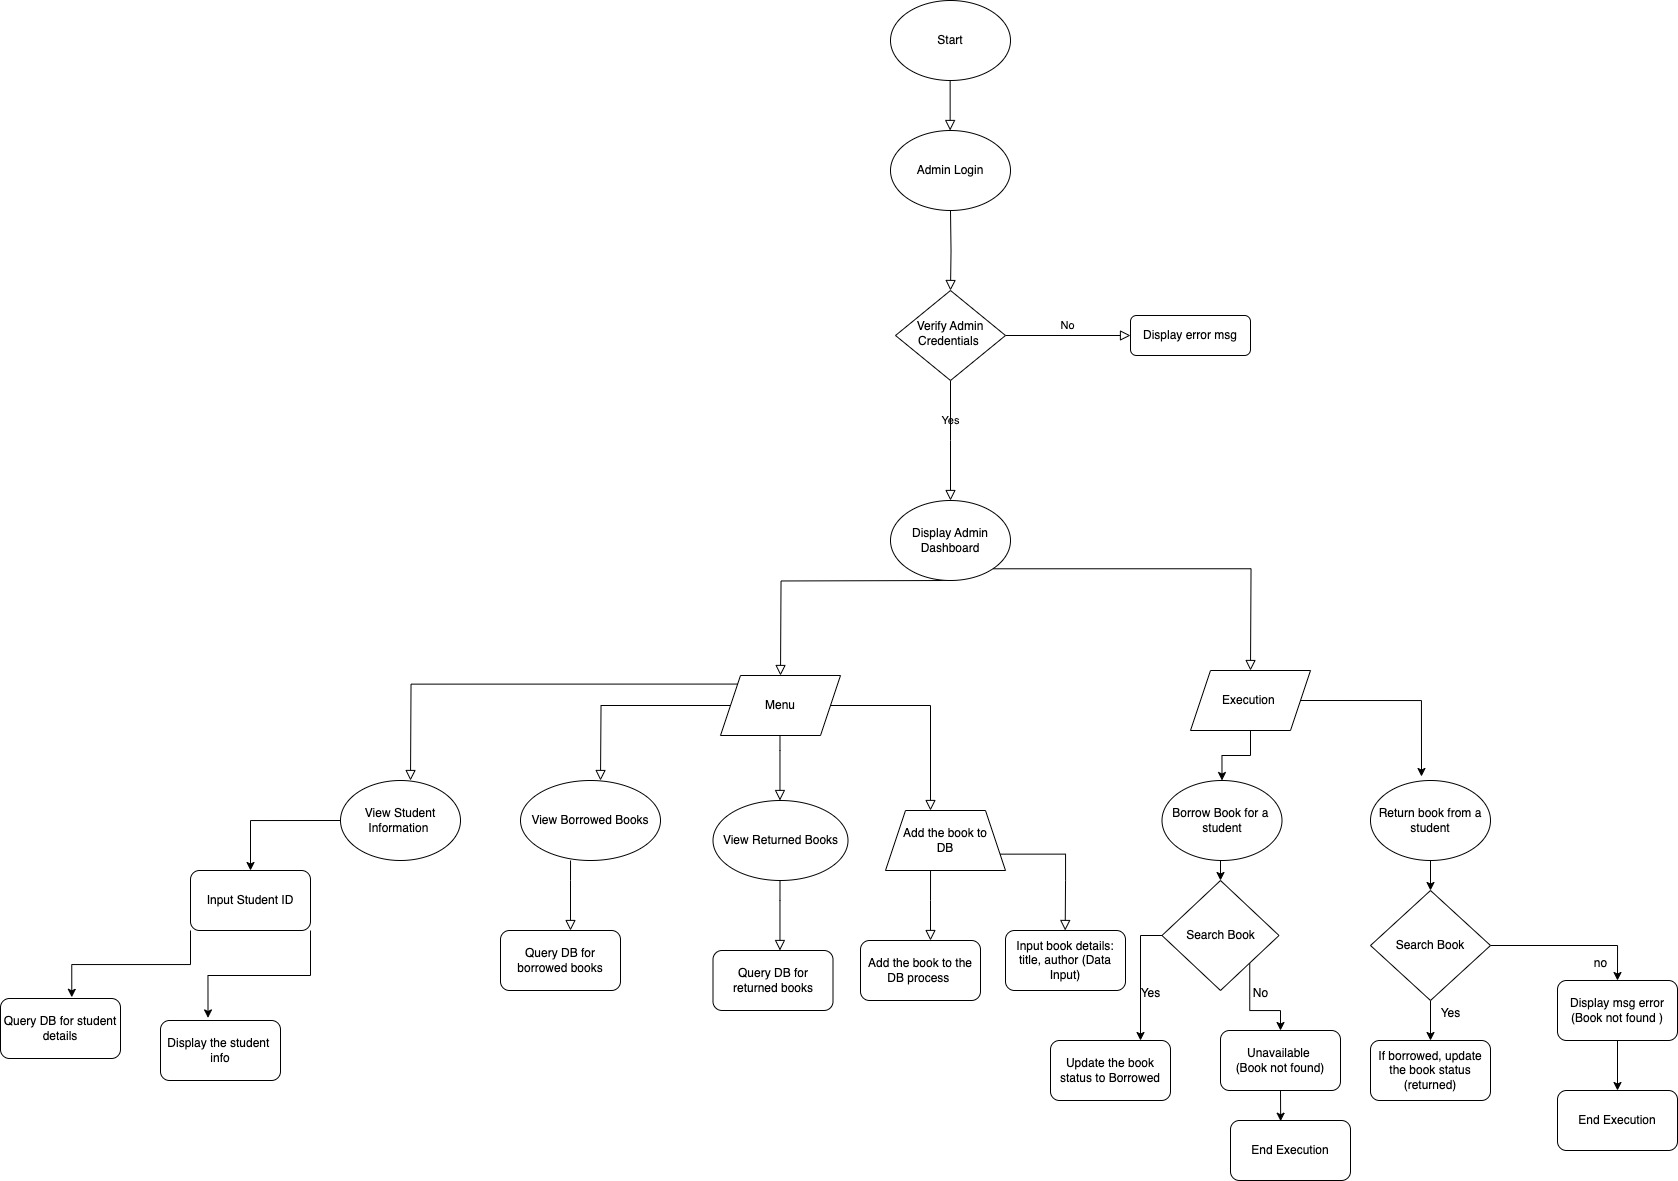 Start
Admin Login
Verify Admin
Credentials
No
Display error msg
Yes
Display Admin
Dashboard
Menu
Execution
View Student
Information
View Borrowed Books
View Returned Books
Add the book to
DB
Borrow Book for a
student
Return book from a
student
Input Student ID
Query DB for
borrowed books
Query DB for
returned books
Add the book to the
DB process
Input book details:
title, author (Data
Input)
Search Book
Search Book
Yes
No
Yes
no
Query DB for student
details
Display the student
info
Update the book
status to Borrowed
Unavailable
(Book not found)
If borrowed, update
the book status
(returned)
Display msg error
(Book not found )
End Execution
End Execution